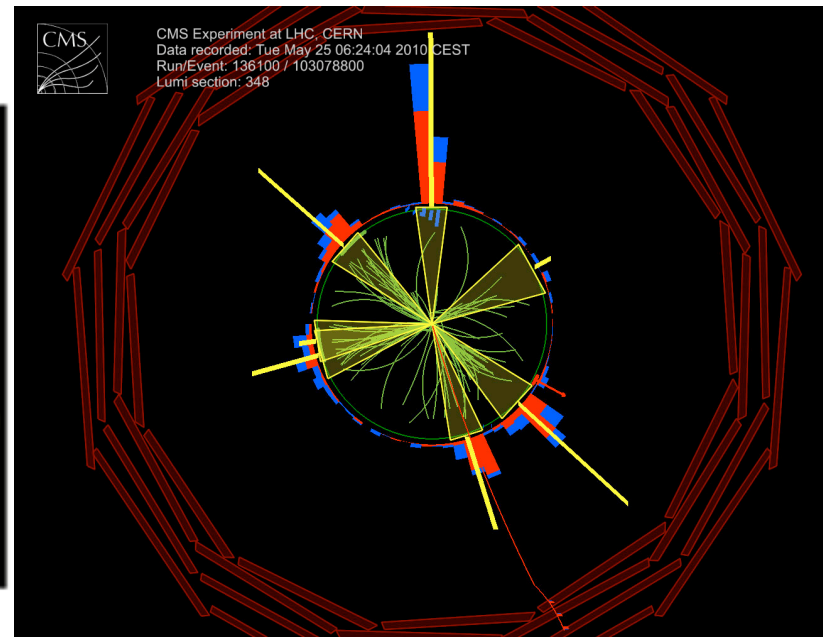 CMS
CMS Experiment at LHC, CERN
Data recorded: Tue May 25 06:24:04 2010 CEST
Run/Event: 136100 / 103078800
Lumi section: 348